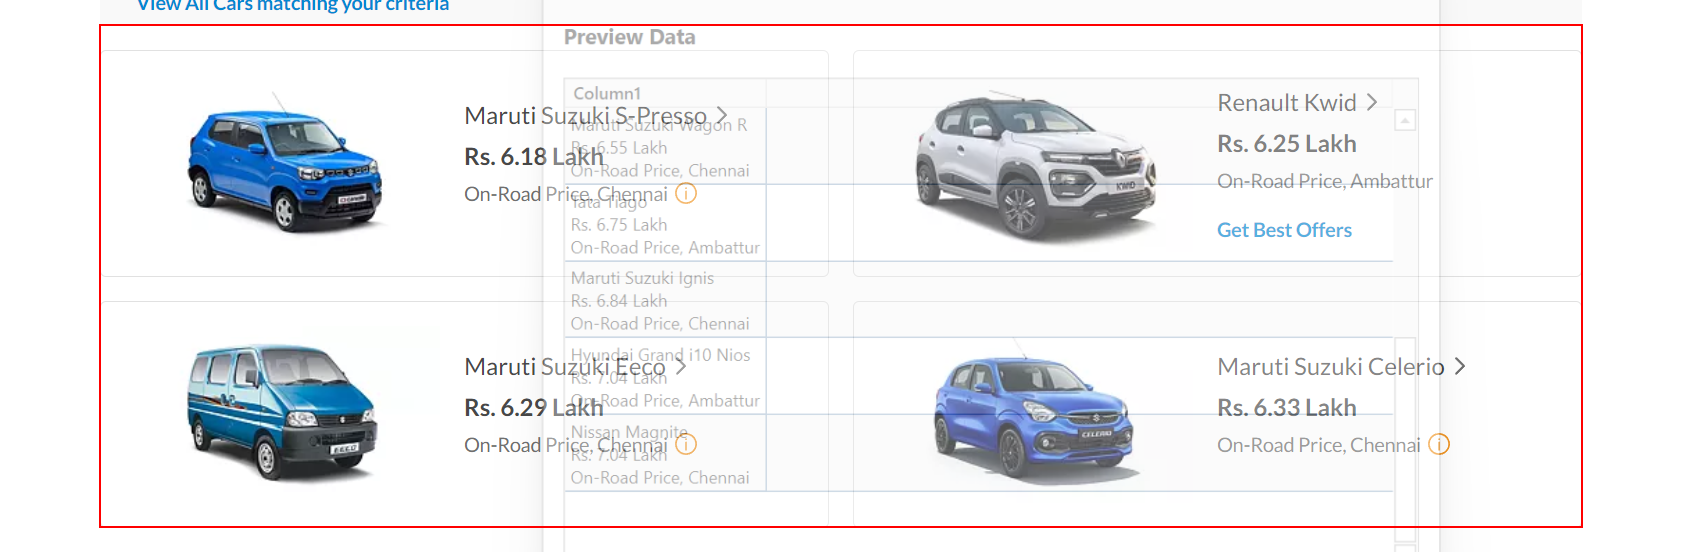 View All Cars matching your criteria
Preview Data
Column1
Maruti Suzuki S-Presso
Rs. 6.18 Lakh
On-Road Price, Chennai
Renault Kwid
Rs. 6.25 Lakh
On-Road Price, Ambattur
Get Best Offers
KWID
Maruti Suzuki Wagon R
Rs. 6.55 Lakh
On-Road Price, Chennai
Tata Tiago
Rs. 6.75 Lakh
On-Road Price, Ambattur
Maruti Suzuki Ignis
Rs. 6.84 Lakh
On-Road Price, Chennai
Hyundai Grand i10 Nios
Rs. 7.04 Lakh
On-Road Price, Ambattur
Nissan Magnite
Rs. 7.04 Lakh
On-Road Price, Chennai
Maruti Suzuki Eeco
Rs. 6.29 Lakh
On-Road Price, Chennai
EECO
Maruti Suzuki Celerio
Rs. 6.33 Lakh
On-Road Price, Chennai
CELERIO